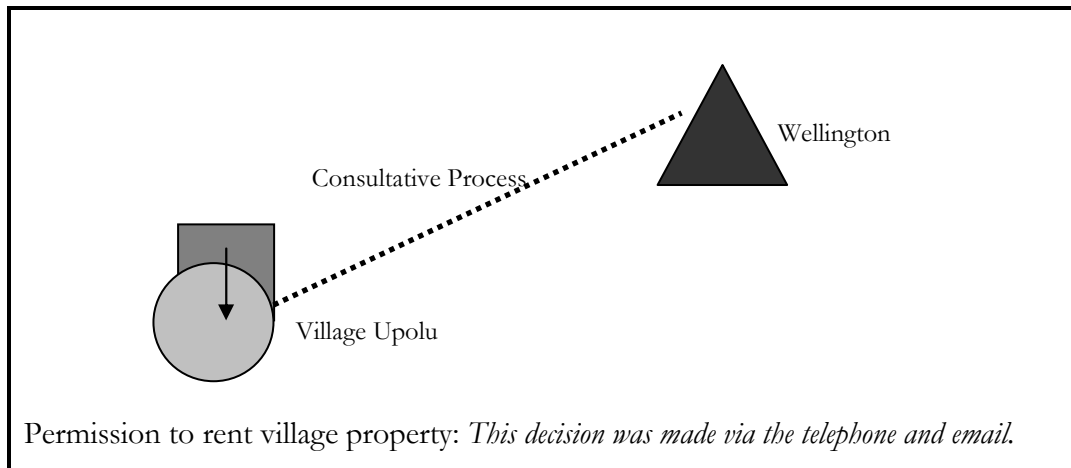 Wellington
Consultative Process
Village Upolu
Permission to rent village property: This decision was made via the telephone and email.